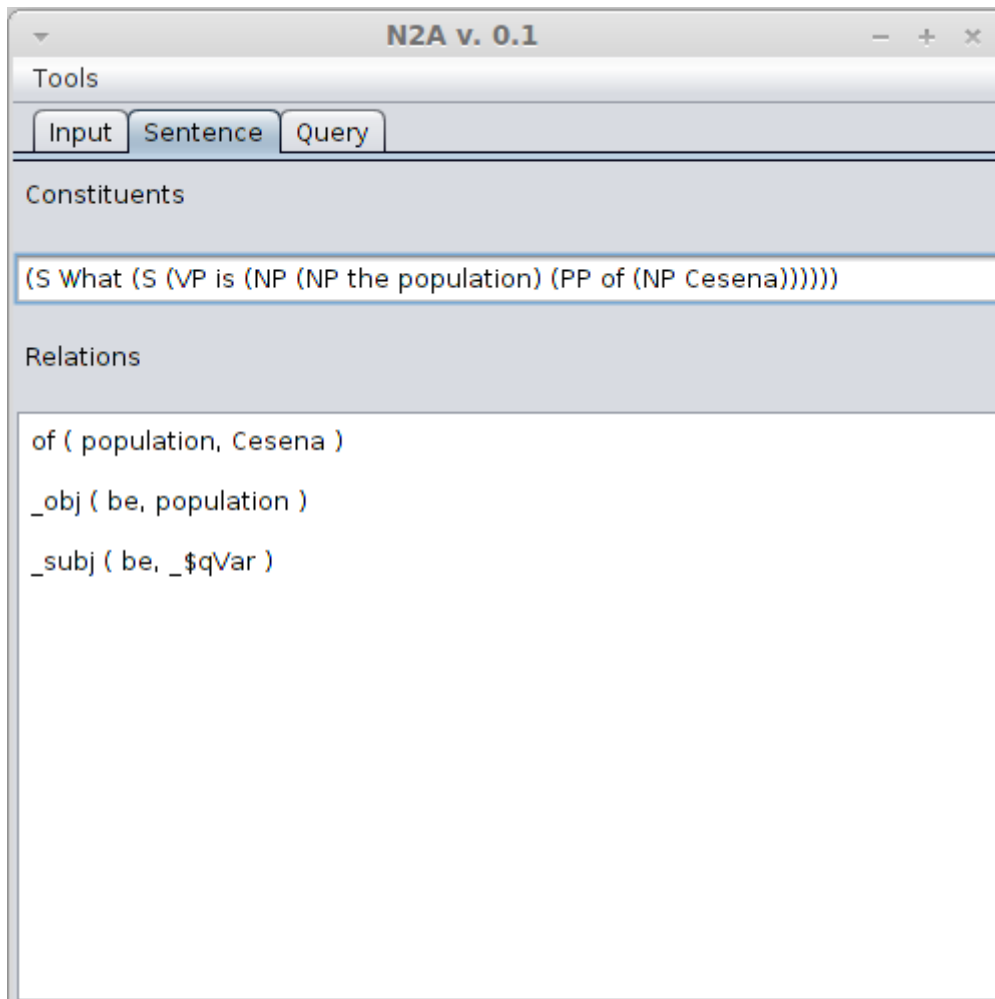 N2A v. 0.1
Tools
Input Sentence Query
Constituents
(S What (S (VP is (NP (NP the population) (PP of (NP Cesena))))))
Relations
of ( population, Cesena )
_obj ( be, population )
_subj ( be, _$qVar )